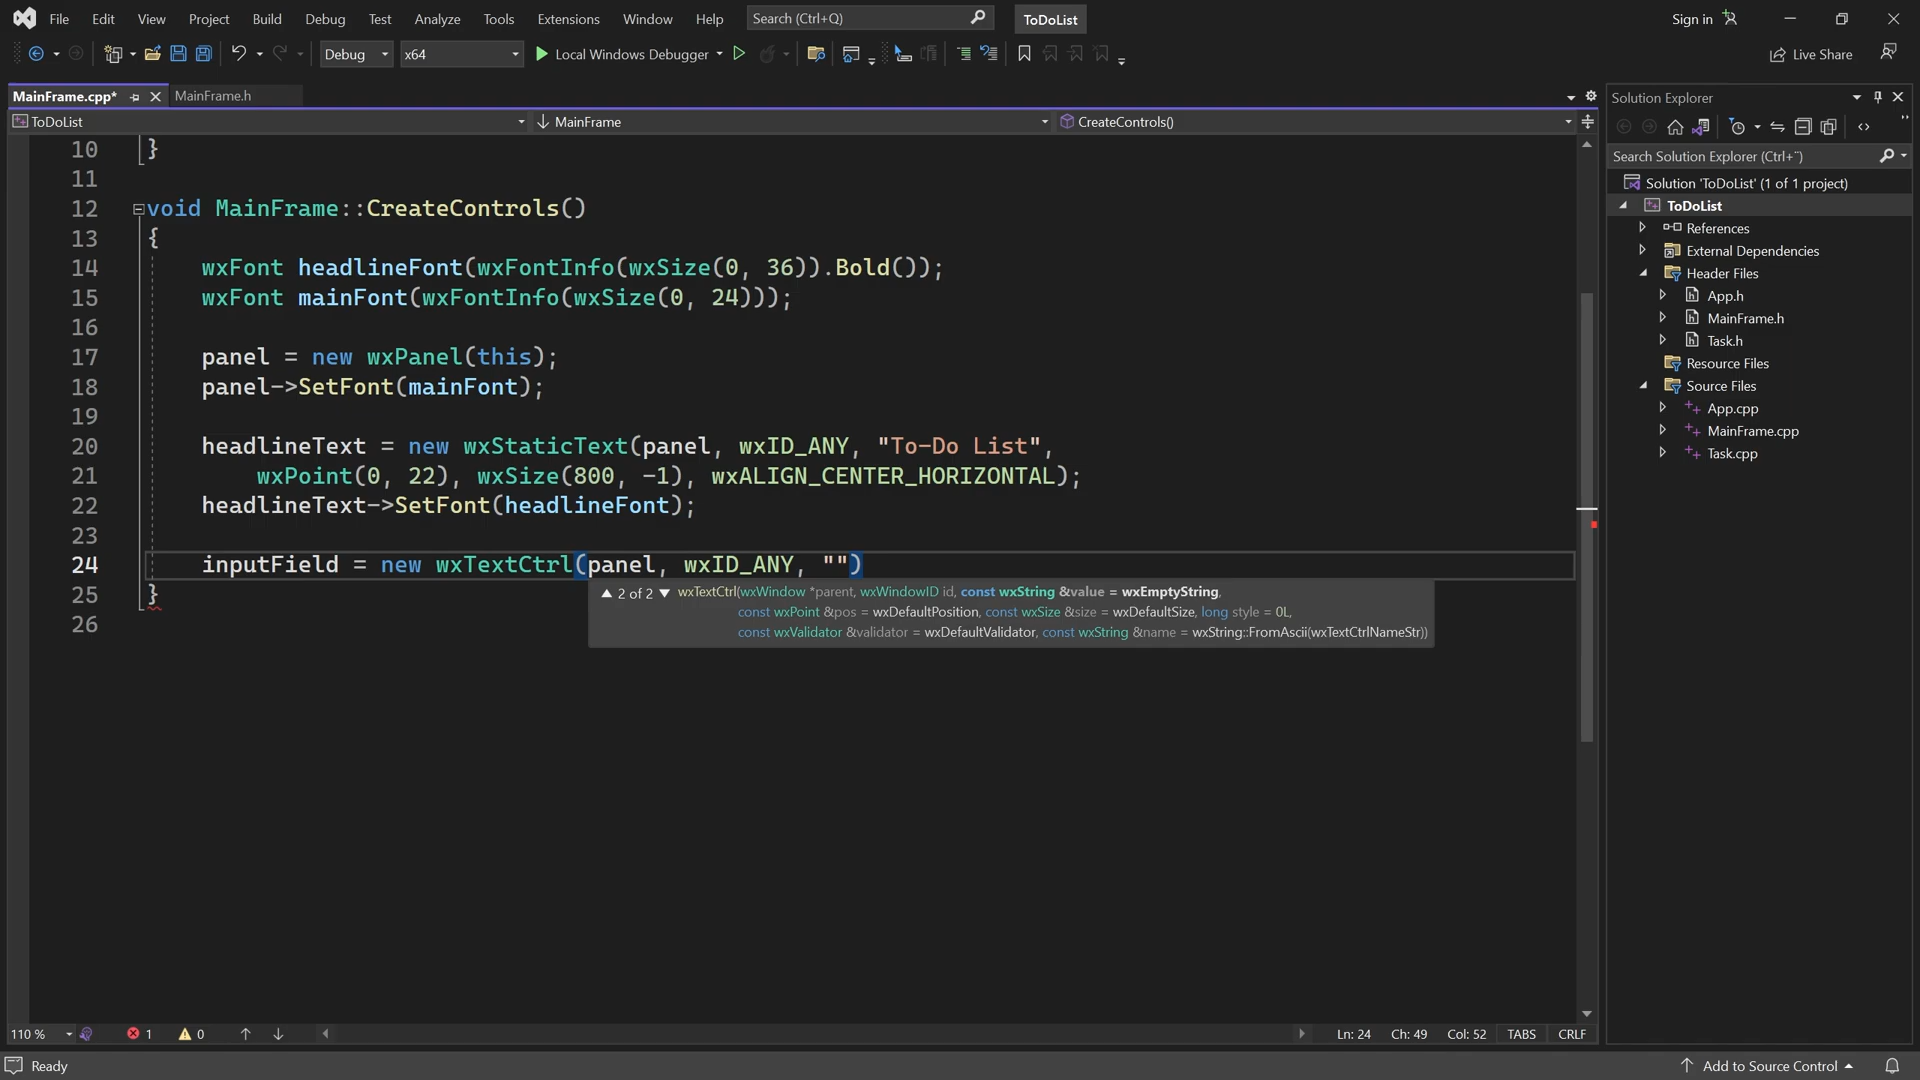 File Edit View Project Build Debug Test Analyze Tools Extensions Window Help Search (Ctrl+Q) ToDoList Sign in
Debug x64 Local Windows Debugger Live Share
MainFrame.cpp* MainFrame.h
ToDoList MainFrame CreateControls()
10 }
11
12 void MainFrame::CreateControls()
13 {
14 wxFont headlineFont(wxFontInfo(wxSize(0, 36)).Bold());
15 wxFont mainFont(wxFontInfo(wxSize(0, 24)));
16
17 panel = new wxPanel(this);
18 panel->SetFont(mainFont);
19
20 headlineText = new wxStaticText(panel, wxID_ANY, "To-Do List",
21 wxPoint(0, 22), wxSize(800, -1), wxALIGN_CENTER_HORIZONTAL);
22 headlineText->SetFont(headlineFont);
23
24 inputField = new wxTextCtrl(panel, wxID_ANY, "")
25 }
26
▲ 2 of 2 ▼ wxTextCtrl(wxWindow *parent, wxWindowID id, const wxString &value = wxEmptyString,
const wxPoint &pos = wxDefaultPosition, const wxSize &size = wxDefaultSize, long style = 0L,
const wxValidator &validator = wxDefaultValidator, const wxString &name = wxString::FromAscii(wxTextCtrlNameStr))
Solution Explorer
Search Solution Explorer (Ctrl+¨)
Solution 'ToDoList' (1 of 1 project)
ToDoList
References
External Dependencies
Header Files
App.h
MainFrame.h
Task.h
Resource Files
Source Files
App.cpp
MainFrame.cpp
Task.cpp
110 % 1 0 Ln: 24 Ch: 49 Col: 52 TABS CRLF
Ready Add to Source Control